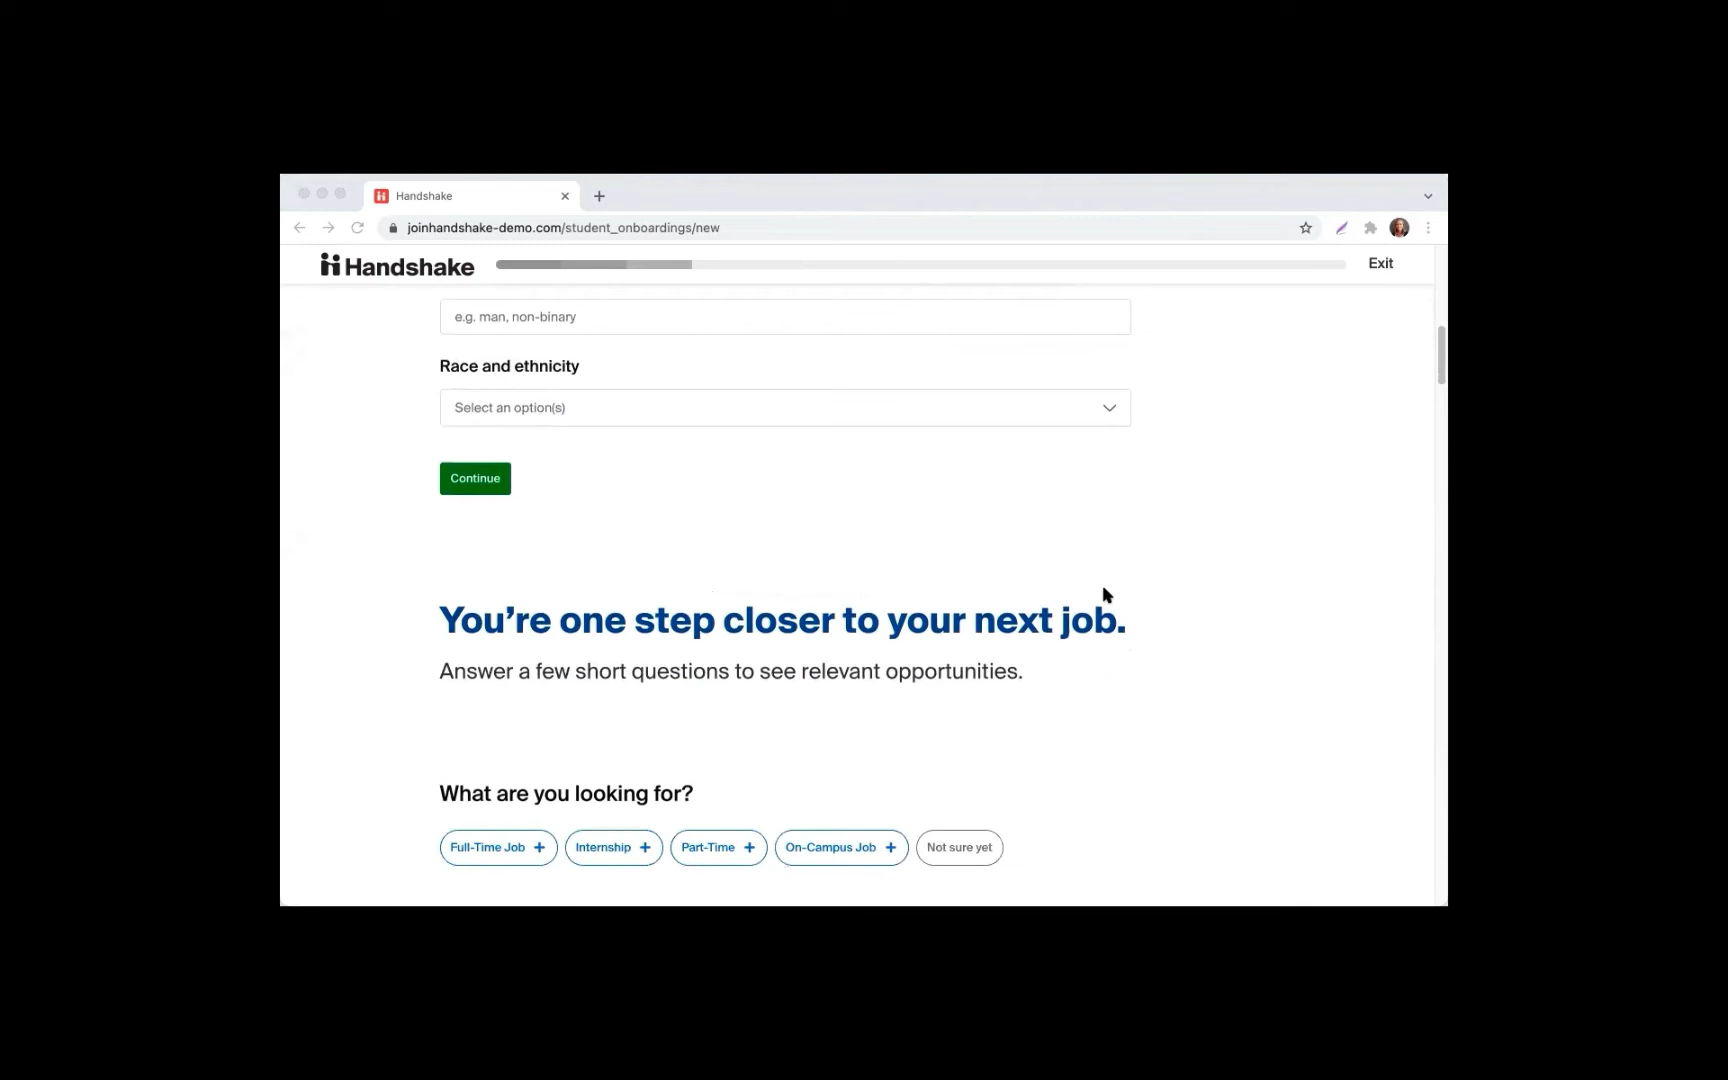 Handshake
joinhandshake-demo.com/student_onboardings/new
Handshake
Exit
e.g. man, non-binary
Race and ethnicity
Select an option(s)
Continue
You’re one step closer to your next job.
Answer a few short questions to see relevant opportunities.
What are you looking for?
Full-Time Job + Internship + Part-Time + On-Campus Job + Not sure yet